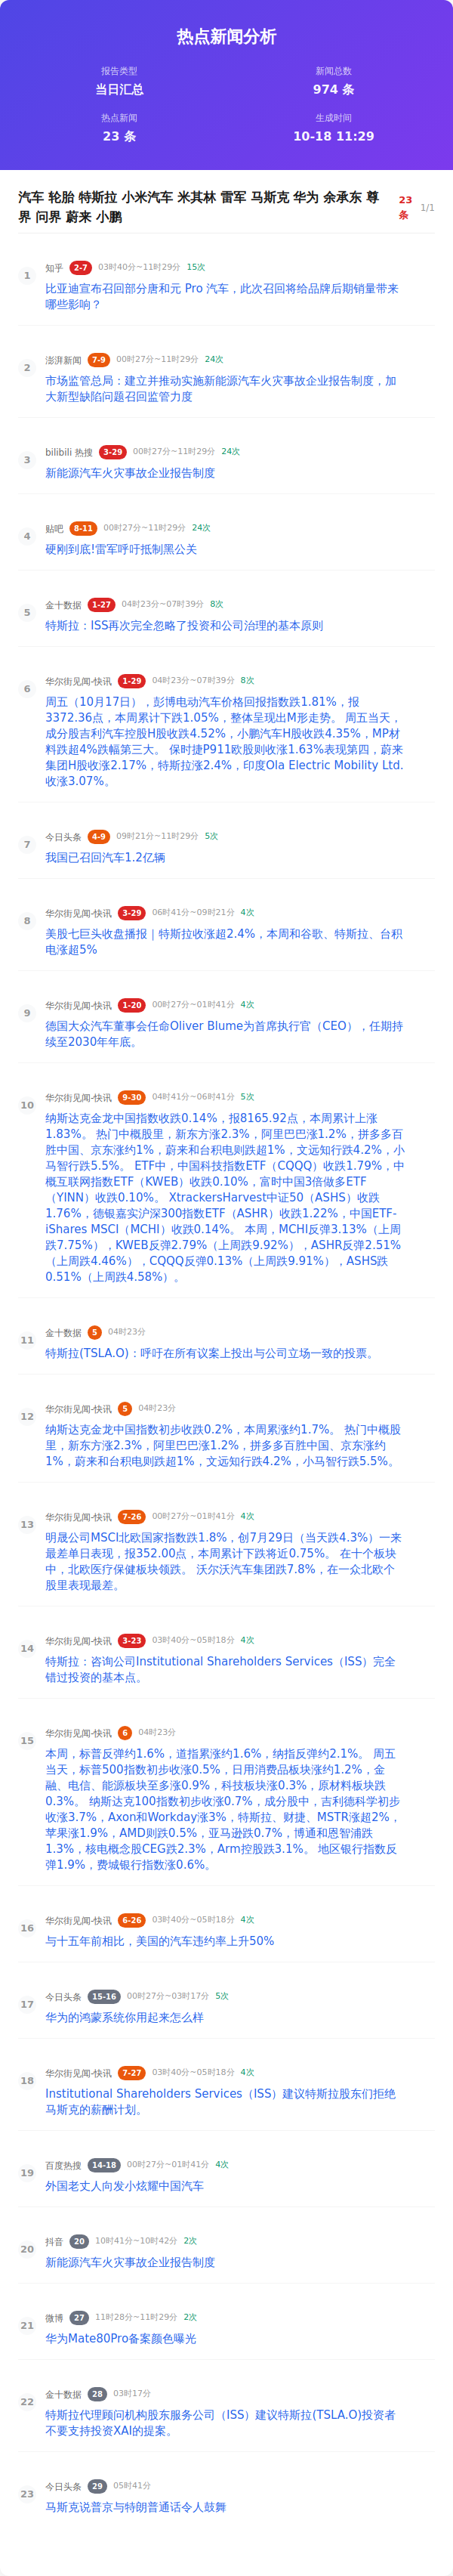 热点新闻分析
报告类型
当日汇总
新闻总数
974 条
热点新闻
23 条
生成时间
10-18 11:29
汽车 轮胎 特斯拉 小米汽车 米其林 雷军 马斯克 华为 余承东 尊
界 问界 蔚来 小鹏
23
条
1/1
1
知乎 2-7 03时40分~11时29分 15次
比亚迪宣布召回部分唐和元 Pro 汽车，此次召回将给品牌后期销量带来
哪些影响？
2
澎湃新闻 7-9 00时27分~11时29分 24次
市场监管总局：建立并推动实施新能源汽车火灾事故企业报告制度，加
大新型缺陷问题召回监管力度
3
bilibili 热搜 3-29 00时27分~11时29分 24次
新能源汽车火灾事故企业报告制度
4
贴吧 8-11 00时27分~11时29分 24次
硬刚到底!雷军呼吁抵制黑公关
5
金十数据 1-27 04时23分~07时39分 8次
特斯拉：ISS再次完全忽略了投资和公司治理的基本原则
6
华尔街见闻-快讯 1-29 04时23分~07时39分 8次
周五（10月17日），彭博电动汽车价格回报指数跌1.81%，报
3372.36点，本周累计下跌1.05%，整体呈现出M形走势。 周五当天，
成分股吉利汽车控股H股收跌4.52%，小鹏汽车H股收跌4.35%，MP材
料跌超4%跌幅第三大。 保时捷P911欧股则收涨1.63%表现第四，蔚来
集团H股收涨2.17%，特斯拉涨2.4%，印度Ola Electric Mobility Ltd.
收涨3.07%。
7
今日头条 4-9 09时21分~11时29分 5次
我国已召回汽车1.2亿辆
8
华尔街见闻-快讯 3-29 06时41分~09时21分 4次
美股七巨头收盘播报｜特斯拉收涨超2.4%，本周和谷歌、特斯拉、台积
电涨超5%
9
华尔街见闻-快讯 1-20 00时27分~01时41分 4次
德国大众汽车董事会任命Oliver Blume为首席执行官（CEO），任期持
续至2030年年底。
10
华尔街见闻-快讯 9-30 04时41分~06时41分 5次
纳斯达克金龙中国指数收跌0.14%，报8165.92点，本周累计上涨
1.83%。 热门中概股里，新东方涨2.3%，阿里巴巴涨1.2%，拼多多百
胜中国、京东涨约1%，蔚来和台积电则跌超1%，文远知行跌4.2%，小
马智行跌5.5%。 ETF中，中国科技指数ETF（CQQQ）收跌1.79%，中
概互联网指数ETF（KWEB）收跌0.10%，富时中国3倍做多ETF
（YINN）收跌0.10%。 XtrackersHarvest中证50（ASHS）收跌
1.76%，德银嘉实沪深300指数ETF（ASHR）收跌1.22%，中国ETF-
iShares MSCI（MCHI）收跌0.14%。 本周，MCHI反弹3.13%（上周
跌7.75%），KWEB反弹2.79%（上周跌9.92%），ASHR反弹2.51%
（上周跌4.46%），CQQQ反弹0.13%（上周跌9.91%），ASHS跌
0.51%（上周跌4.58%）。
11
金十数据 5 04时23分
特斯拉(TSLA.O)：呼吁在所有议案上投出与公司立场一致的投票。
12
华尔街见闻-快讯 5 04时23分
纳斯达克金龙中国指数初步收跌0.2%，本周累涨约1.7%。 热门中概股
里，新东方涨2.3%，阿里巴巴涨1.2%，拼多多百胜中国、京东涨约
1%，蔚来和台积电则跌超1%，文远知行跌4.2%，小马智行跌5.5%。
13
华尔街见闻-快讯 7-26 00时27分~01时41分 4次
明晟公司MSCI北欧国家指数跌1.8%，创7月29日（当天跌4.3%）一来
最差单日表现，报352.00点，本周累计下跌将近0.75%。 在十个板块
中，北欧医疗保健板块领跌。 沃尔沃汽车集团跌7.8%，在一众北欧个
股里表现最差。
14
华尔街见闻-快讯 3-23 03时40分~05时18分 4次
特斯拉：咨询公司Institutional Shareholders Services（ISS）完全
错过投资的基本点。
15
华尔街见闻-快讯 6 04时23分
本周，标普反弹约1.6%，道指累涨约1.6%，纳指反弹约2.1%。 周五
当天，标普500指数初步收涨0.5%，日用消费品板块涨约1.2%，金
融、电信、能源板块至多涨0.9%，科技板块涨0.3%，原材料板块跌
0.3%。 纳斯达克100指数初步收涨0.7%，成分股中，吉利德科学初步
收涨3.7%，Axon和Workday涨3%，特斯拉、财捷、MSTR涨超2%，
苹果涨1.9%，AMD则跌0.5%，亚马逊跌0.7%，博通和恩智浦跌
1.3%，核电概念股CEG跌2.3%，Arm控股跌3.1%。 地区银行指数反
弹1.9%，费城银行指数涨0.6%。
16
华尔街见闻-快讯 6-26 03时40分~05时18分 4次
与十五年前相比，美国的汽车违约率上升50%
17
今日头条 15-16 00时27分~03时17分 5次
华为的鸿蒙系统你用起来怎么样
18
华尔街见闻-快讯 7-27 03时40分~05时18分 4次
Institutional Shareholders Services（ISS）建议特斯拉股东们拒绝
马斯克的薪酬计划。
19
百度热搜 14-18 00时27分~01时41分 4次
外国老丈人向发小炫耀中国汽车
20
抖音 20 10时41分~10时42分 2次
新能源汽车火灾事故企业报告制度
21
微博 27 11时28分~11时29分 2次
华为Mate80Pro备案颜色曝光
22
金十数据 28 03时17分
特斯拉代理顾问机构股东服务公司（ISS）建议特斯拉(TSLA.O)投资者
不要支持投资XAI的提案。
23
今日头条 29 05时41分
马斯克说普京与特朗普通话令人鼓舞